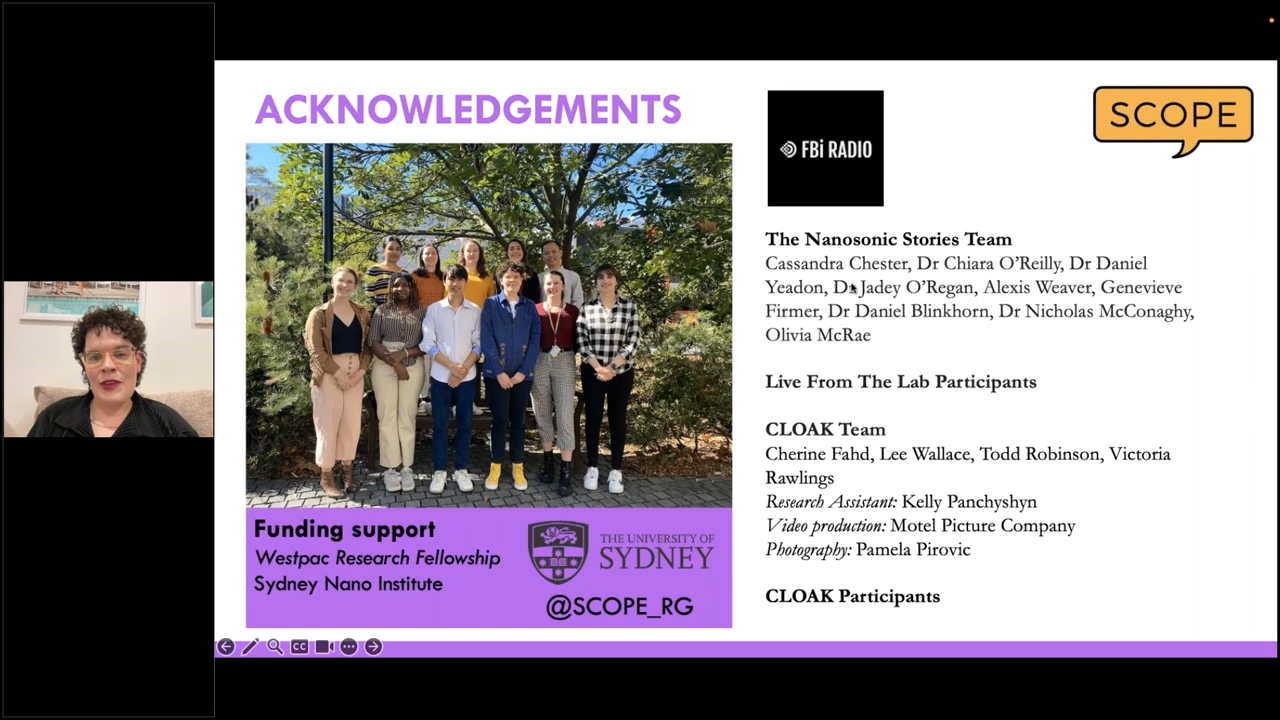 ACKNOWLEDGEMENTS
FBi RADIO
SCOPE
The Nanosonic Stories Team
Cassandra Chester, Dr Chiara O'Reilly, Dr Daniel
Yeadon, Dr Jadey O'Regan, Alexis Weaver, Genevieve
Firmer, Dr Daniel Blinkhorn, Dr Nicholas McConaghy,
Olivia McRae
Live From The Lab Participants
CLOAK Team
Cherine Fahd, Lee Wallace, Todd Robinson, Victoria
Rawlings
Research Assistant: Kelly Panchyshyn
Video production: Motel Picture Company
Photography: Pamela Pirovic
CLOAK Participants
Funding support
Westpac Research Fellowship
Sydney Nano Institute
THE UNIVERSITY OF
SYDNEY
@SCOPE_RG
CC